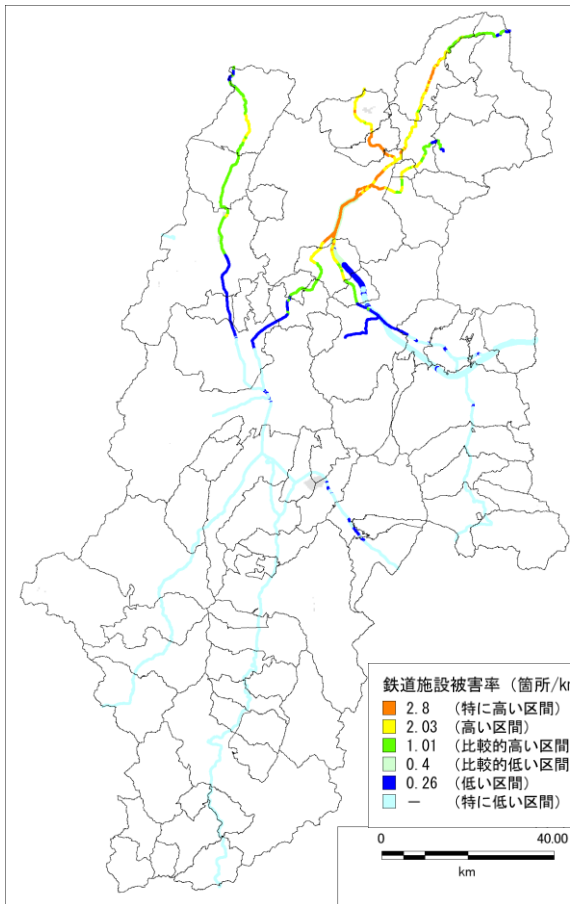 鉄道施設被害率 (箇所/km
2.8 (特に高い区間)
2.03 (高い区間)
1.01 (比較的高い区間
0.4 (比較的低い区間
0.26 (低い区間)
― (特に低い区間)
0 40.00
km